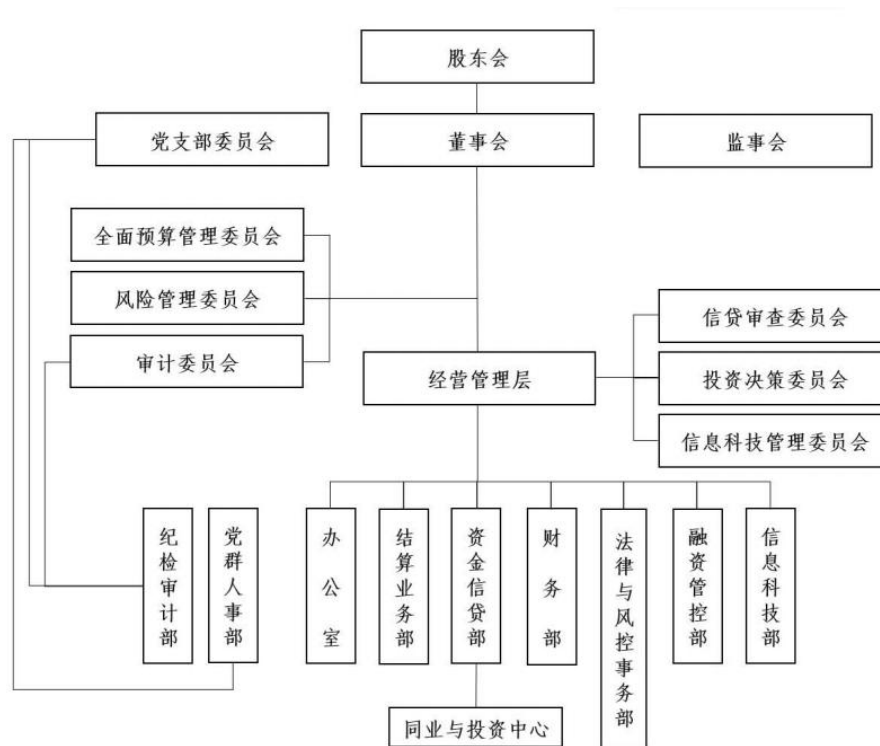 股东会
党支部委员会
董事会
监事会
全面预算管理委员会
风险管理委员会
审计委员会
经营管理层
信贷审查委员会
投资决策委员会
信息科技管理委员会
纪检审计部
党群人事部
办公室
结算业务部
资金信贷部
财务部
法律与风控事务部
融资管控部
信息科技部
同业与投资中心